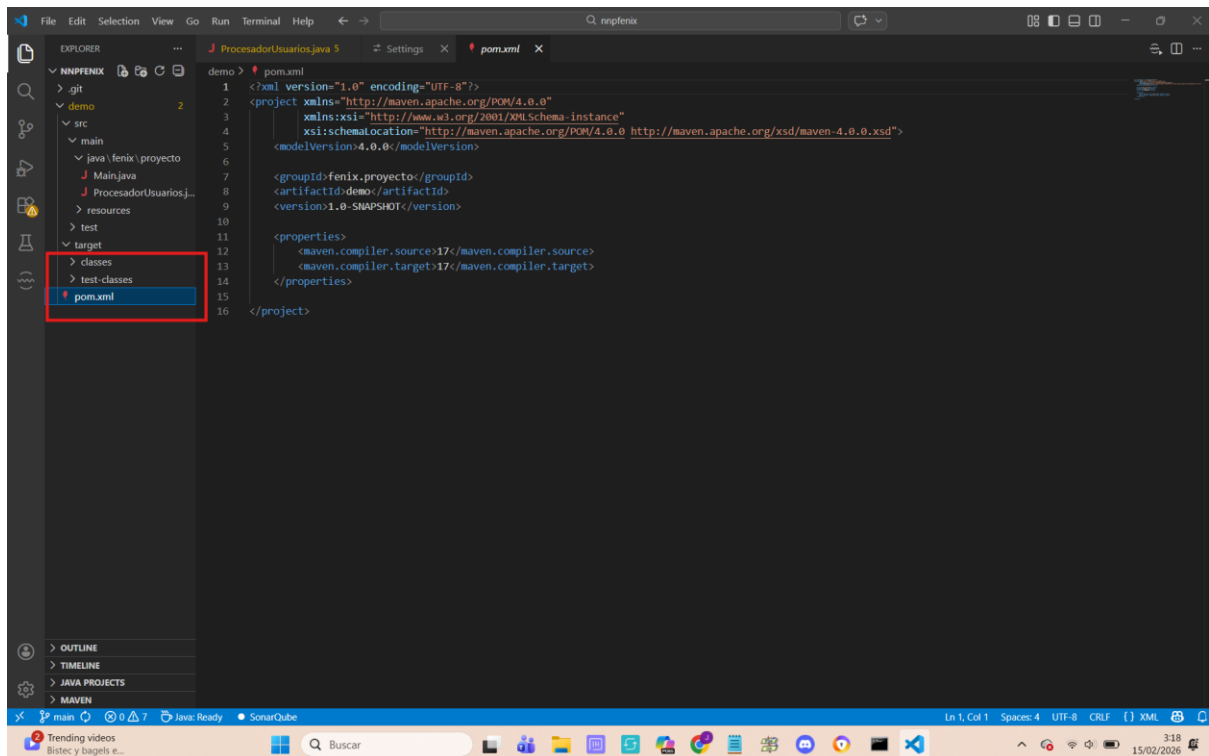 File Edit Selection View Go Run Terminal Help
nnpfenix
EXPLORER
ProcesadorUsuarios.java 5
Settings
pom.xml
NNPFENIX
.git
demo 2
src
main
java \ fenix \ proyecto
Main.java
ProcesadorUsuarios.j...
resources
test
target
classes
test-classes
pom.xml
demo > pom.xml
1 <?xml version="1.0" encoding="UTF-8"?>
2 <project xmlns="http://maven.apache.org/POM/4.0.0"
3 xmlns:xsi="http://www.w3.org/2001/XMLSchema-instance"
4 xsi:schemaLocation="http://maven.apache.org/POM/4.0.0 http://maven.apache.org/xsd/maven-4.0.0.xsd">
5 <modelVersion>4.0.0</modelVersion>
6
7 <groupId>fenix.proyecto</groupId>
8 <artifactId>demo</artifactId>
9 <version>1.0-SNAPSHOT</version>
10
11 <properties>
12 <maven.compiler.source>17</maven.compiler.source>
13 <maven.compiler.target>17</maven.compiler.target>
14 </properties>
15
16 </project>
OUTLINE
TIMELINE
JAVA PROJECTS
MAVEN
main 0 7 Java: Ready SonarQube
Ln 1, Col 1 Spaces: 4 UTF-8 CRLF {} XML
2
Trending videos
Bistec y bagels e...
Buscar
3:18
15/02/2026